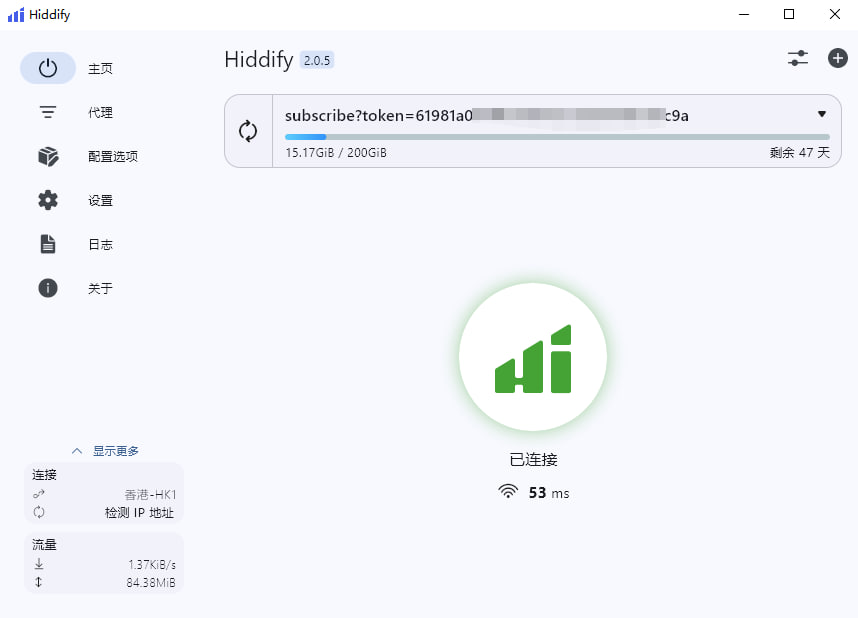 Hiddify
主页
代理
配置选项
设置
日志
关于
Hiddify 2.0.5
subscribe?token=61981a0 c9a
15.17GiB / 200GiB 剩余 47 天
已连接
53 ms
显示更多
连接
香港-HK1
检测 IP 地址
流量
1.37KiB/s
84.38MiB